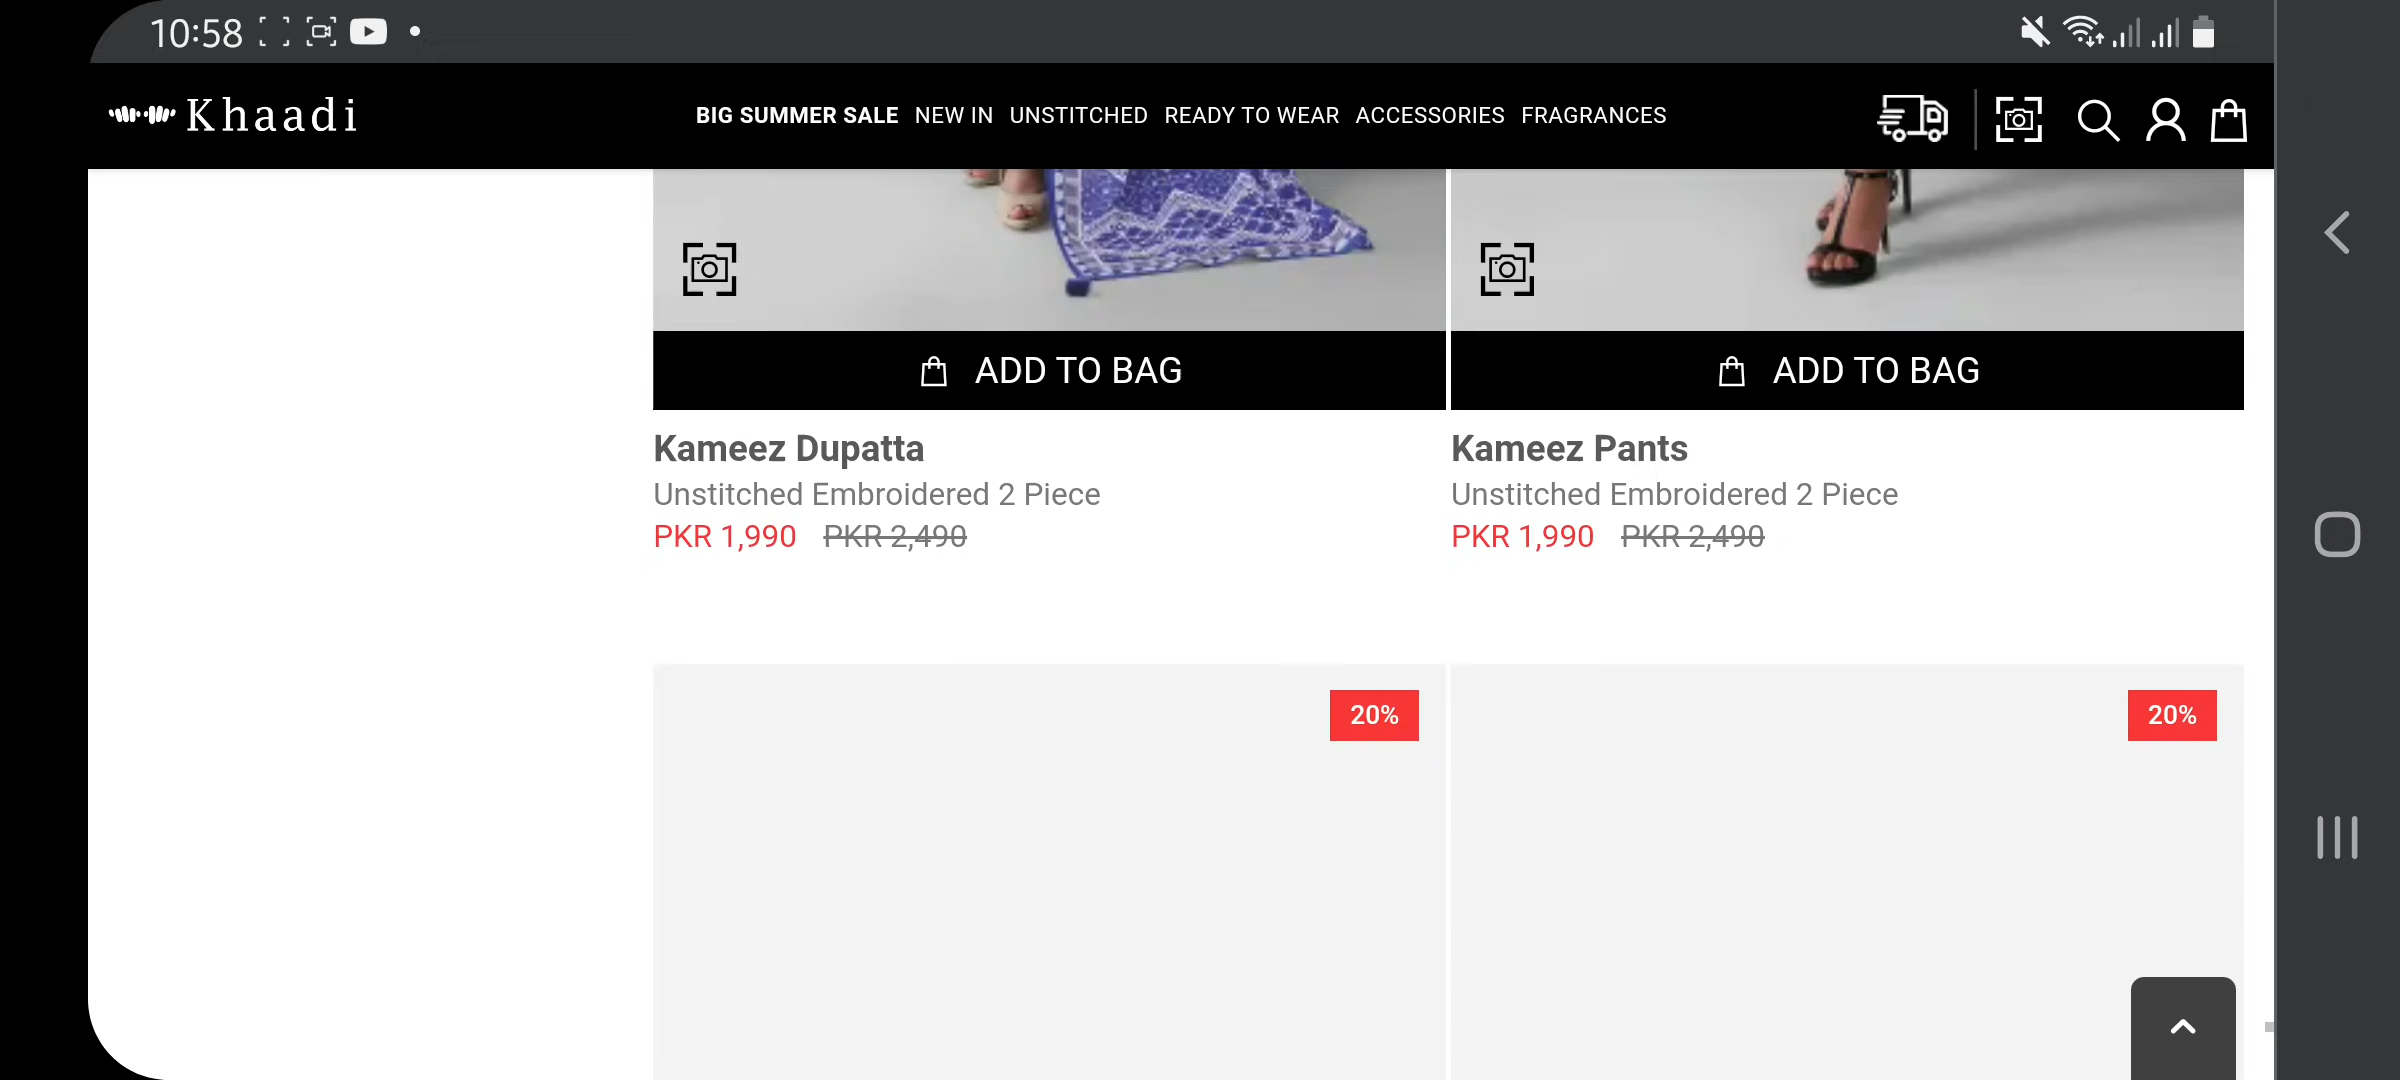 10:58
Khaadi
BIG SUMMER SALE NEW IN UNSTITCHED READY TO WEAR ACCESSORIES FRAGRANCES
ADD TO BAG
ADD TO BAG
Kameez Dupatta
Unstitched Embroidered 2 Piece
PKR 1,990 PKR 2,490
Kameez Pants
Unstitched Embroidered 2 Piece
PKR 1,990 PKR 2,490
20%
20%